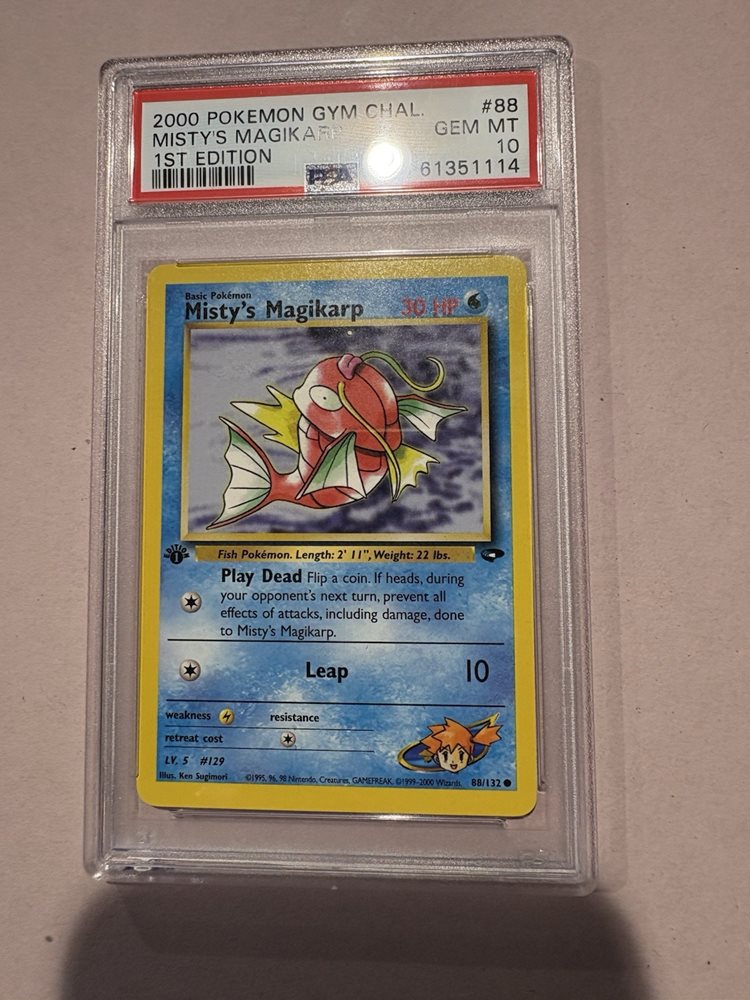 2000 POKEMON GYM CHAL. #88
MISTY'S MAGIKARP GEM MT
1ST EDITION 10
PSA 61351114
Basic Pokémon
Misty's Magikarp 30 HP
EDITION
1
Fish Pokémon. Length: 2' 11", Weight: 22 lbs.
Play Dead Flip a coin. If heads, during
your opponent's next turn, prevent all
effects of attacks, including damage, done
to Misty's Magikarp.
Leap 10
weakness resistance
retreat cost
LV. 5 #129
Illus. Ken Sugimori ©1995, 96, 98 Nintendo, Creatures, GAMEFREAK. ©1999-2000 Wizards. 88/132